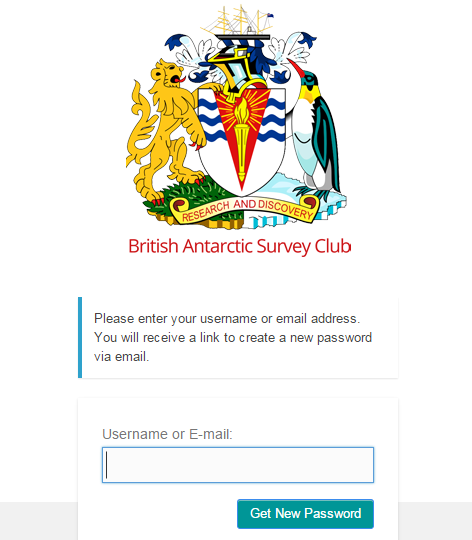 RESEARCH AND DISCOVERY
British Antarctic Survey Club
Please enter your username or email address.
You will receive a link to create a new password
via email.
Username or E-mail:
Get New Password